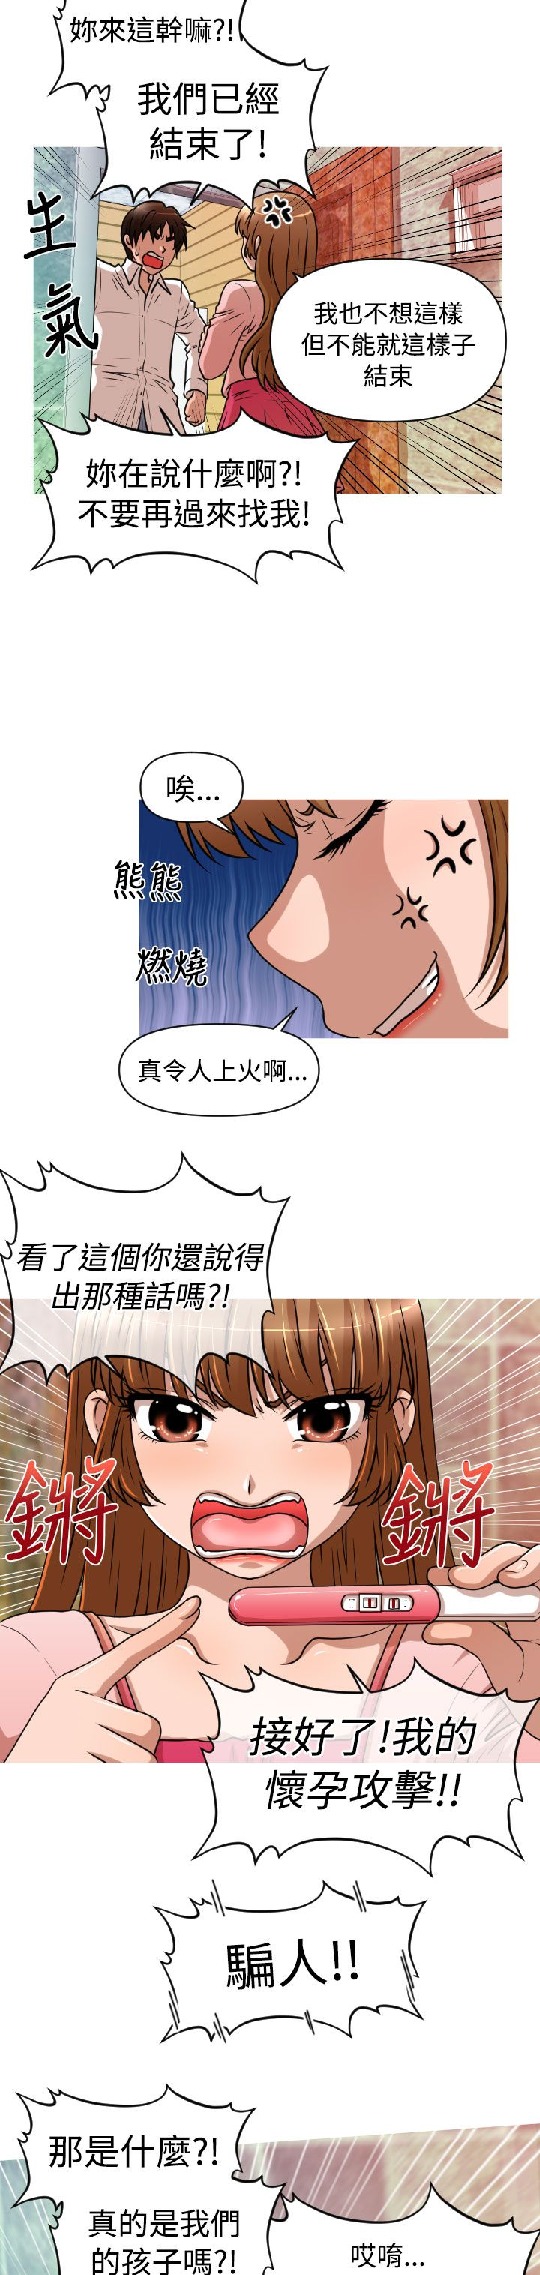 妳來這幹嘛?!
我們已經
結束了!
生
氣
我也不想這樣
但不能就這樣子
結束
妳在說什麼啊?!
不要再過來找我!
唉...
熊熊
燃燒
真令人上火啊...
看了這個你還說得
出那種話嗎?!
鏘
鏘
接好了!我的
懷孕攻擊!!
騙人!!
那是什麼?!
真的是我們
的孩子嗎?!
哎唷...